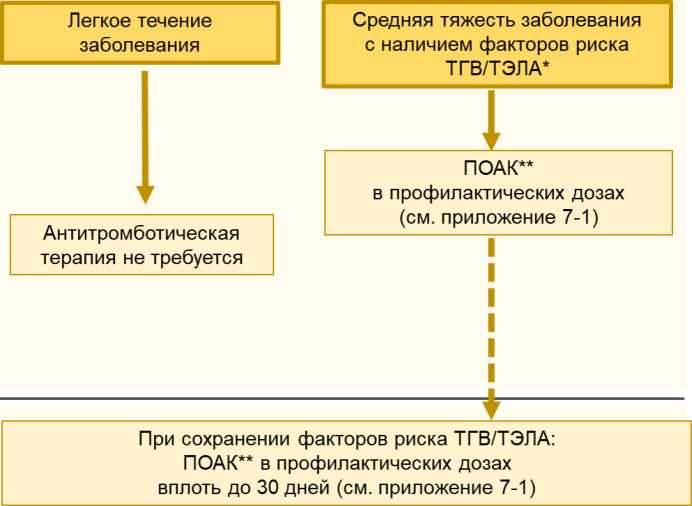 Легкое течение
заболевания
Средняя тяжесть заболевания
с наличием факторов риска
ТГВ/ТЭЛА*
ПОАК**
в профилактических дозах
(см. приложение 7-1)
Антитромботическая
терапия не требуется
При сохранении факторов риска ТГВ/ТЭЛА:
ПОАК** в профилактических дозах
вплоть до 30 дней (см. приложение 7-1)